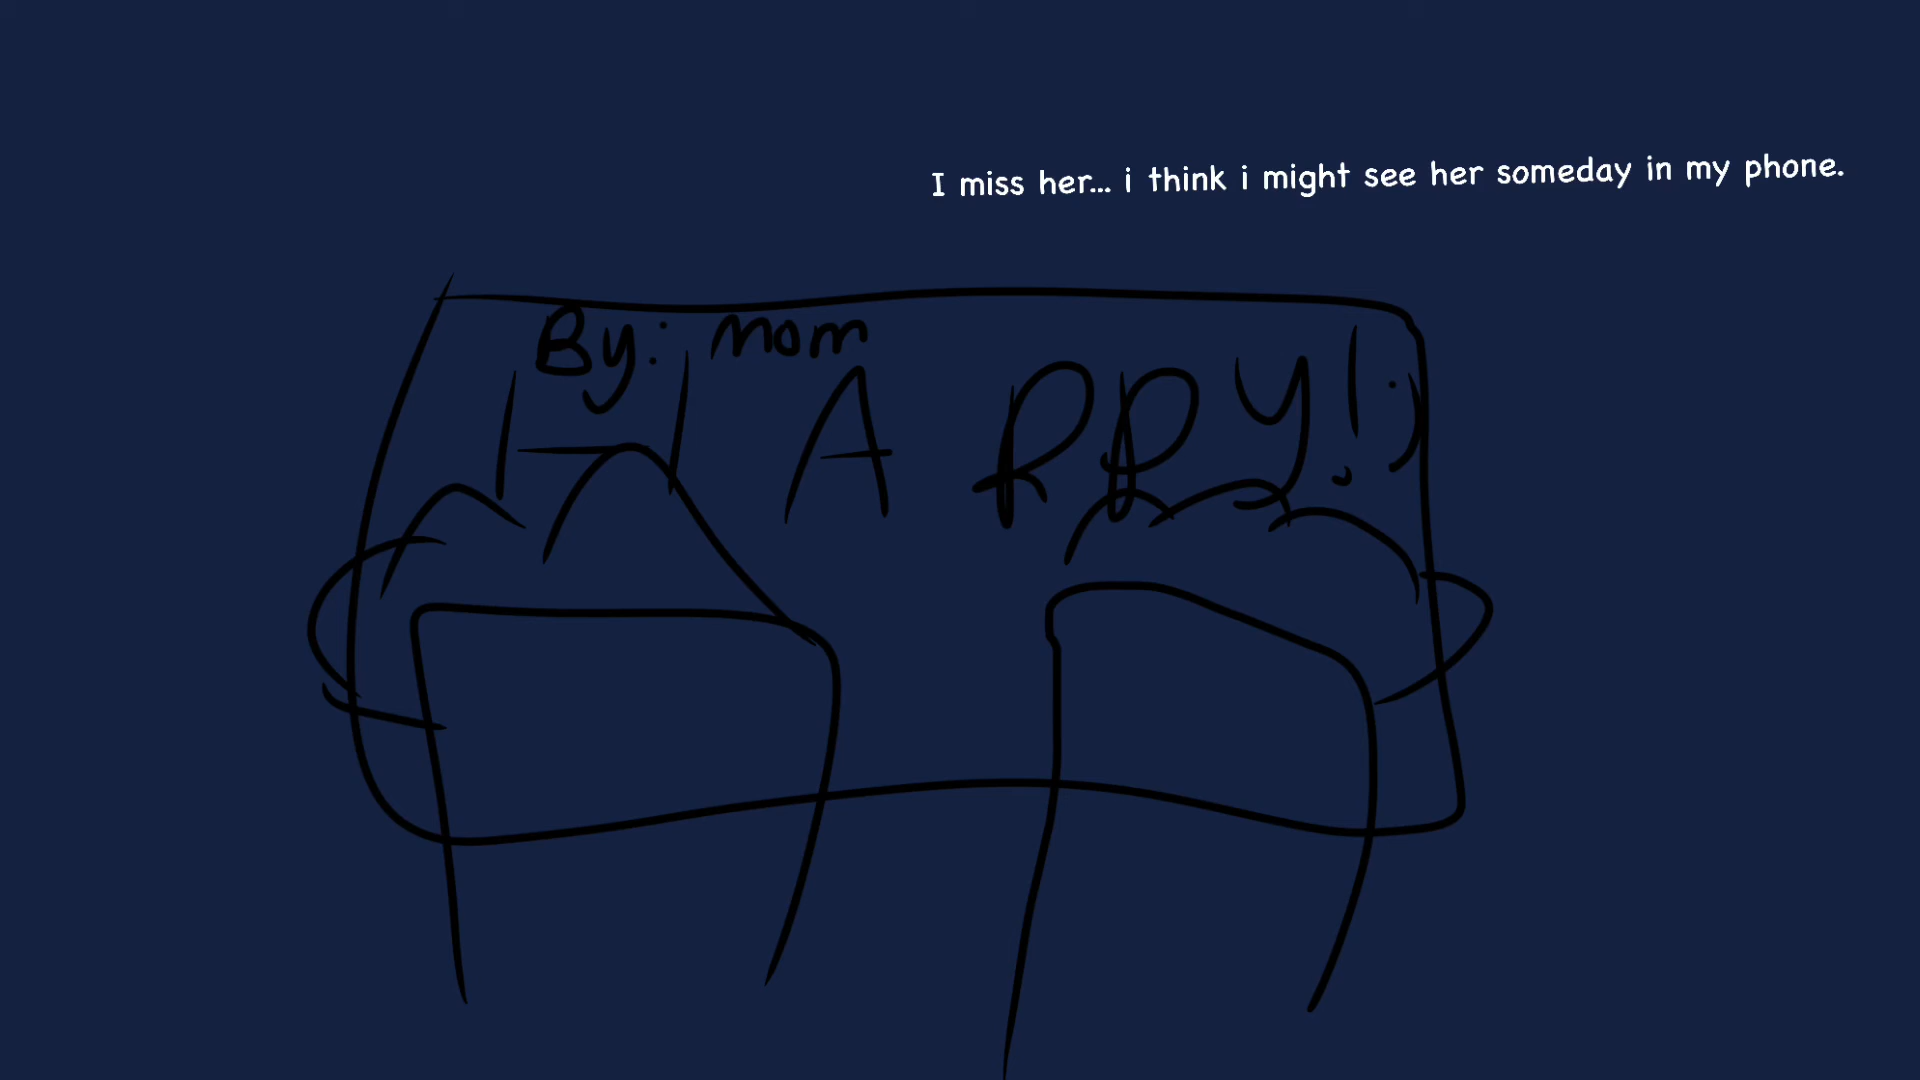 I miss her... i think i might see her someday in my phone.
By: mom
HAPPY! :)